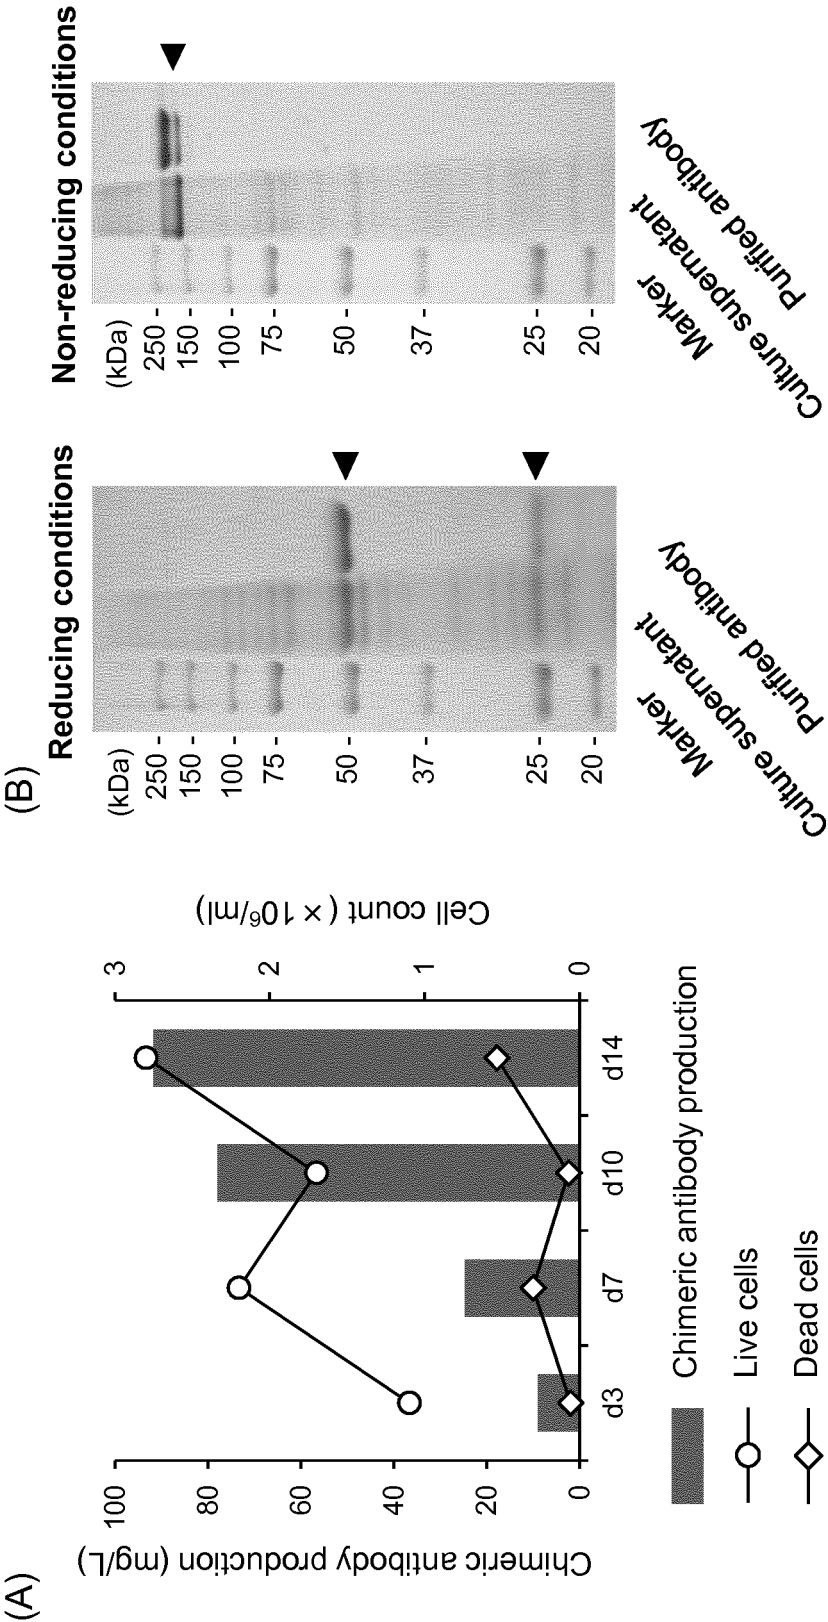 (A)
Chimeric antibody production (mg/L)
100
80
60
40
20
0
d3
d7
d10
d14
3
2
1
0
Cell count (×10⁶/ml)
Chimeric antibody production
Live cells
Dead cells
(B)
Reducing conditions
(kDa)
250
150
100
75
50
37
25
20
Marker
Culture supernatant
Purified antibody
Non-reducing conditions
(kDa)
250
150
100
75
50
37
25
20
Marker
Culture supernatant
Purified antibody